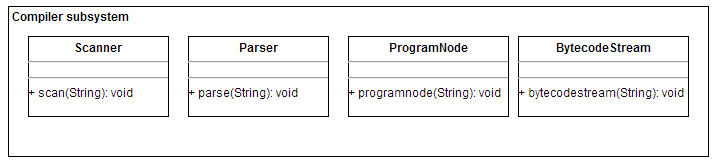 Compiler subsystem
Scanner
+ scan(String): void
Parser
+ parse(String): void
ProgramNode
+ programnode(String): void
BytecodeStream
+ bytecodestream(String): void